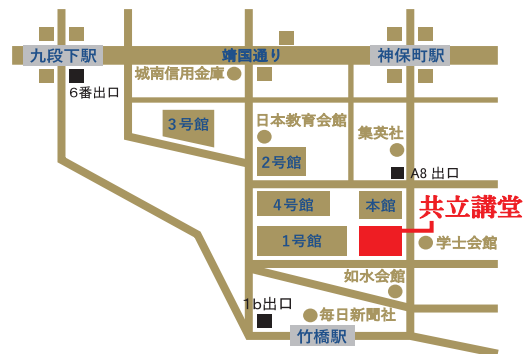 九段下駅
靖国通り
神保町駅
城南信用金庫
6番出口
3号館
日本教育会館
集英社
2号館
A8 出口
4号館
本館
共立講堂
1号館
学士会館
如水会館
1b出口
毎日新聞社
竹橋駅